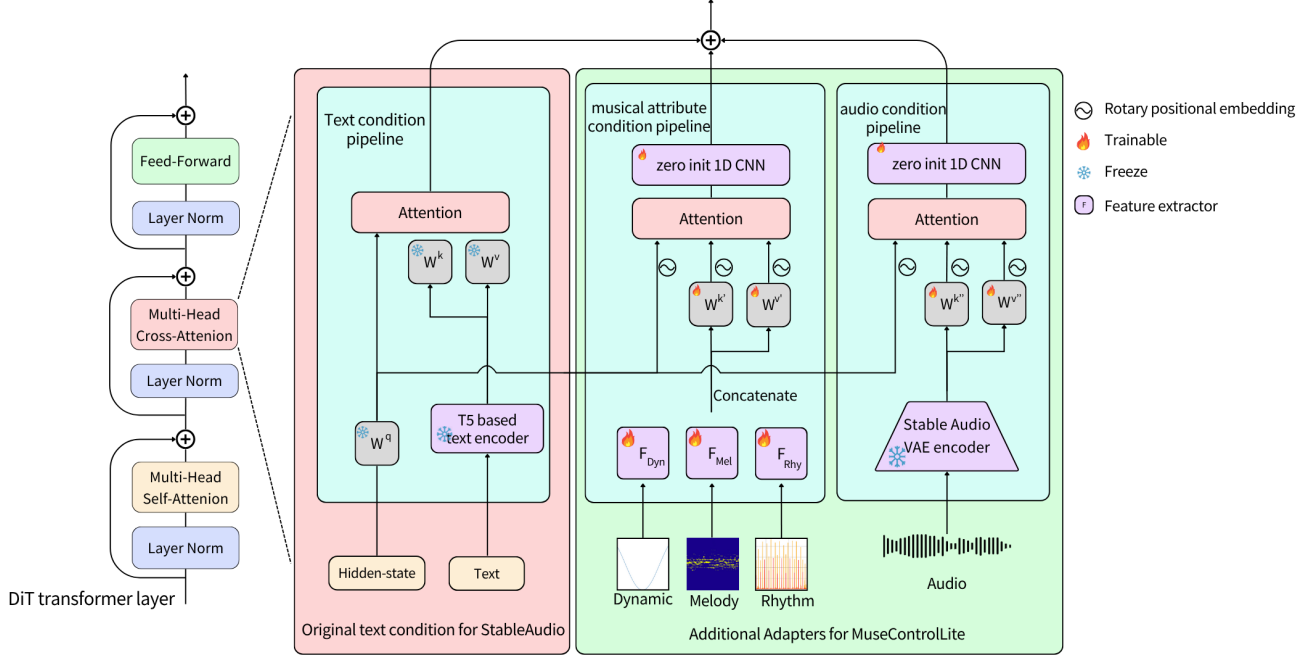 Feed-Forward
Layer Norm
Multi-Head
Cross-Attenion
Layer Norm
Multi-Head
Self-Attenion
Layer Norm
DiT transformer layer
Text condition
pipeline
Attention
W^k
W^v
W^q
T5 based
text encoder
Hidden-state
Text
Original text condition for StableAudio
musical attribute
condition pipeline
zero init 1D CNN
Attention
W^k'
W^v'
Concatenate
F_Dyn
F_Mel
F_Rhy
Dynamic
Melody
Rhythm
audio condition
pipeline
zero init 1D CNN
Attention
W^k''
W^v''
Stable Audio
VAE encoder
Audio
Additional Adapters for MuseControlLite
Rotary positional embedding
Trainable
Freeze
F
Feature extractor